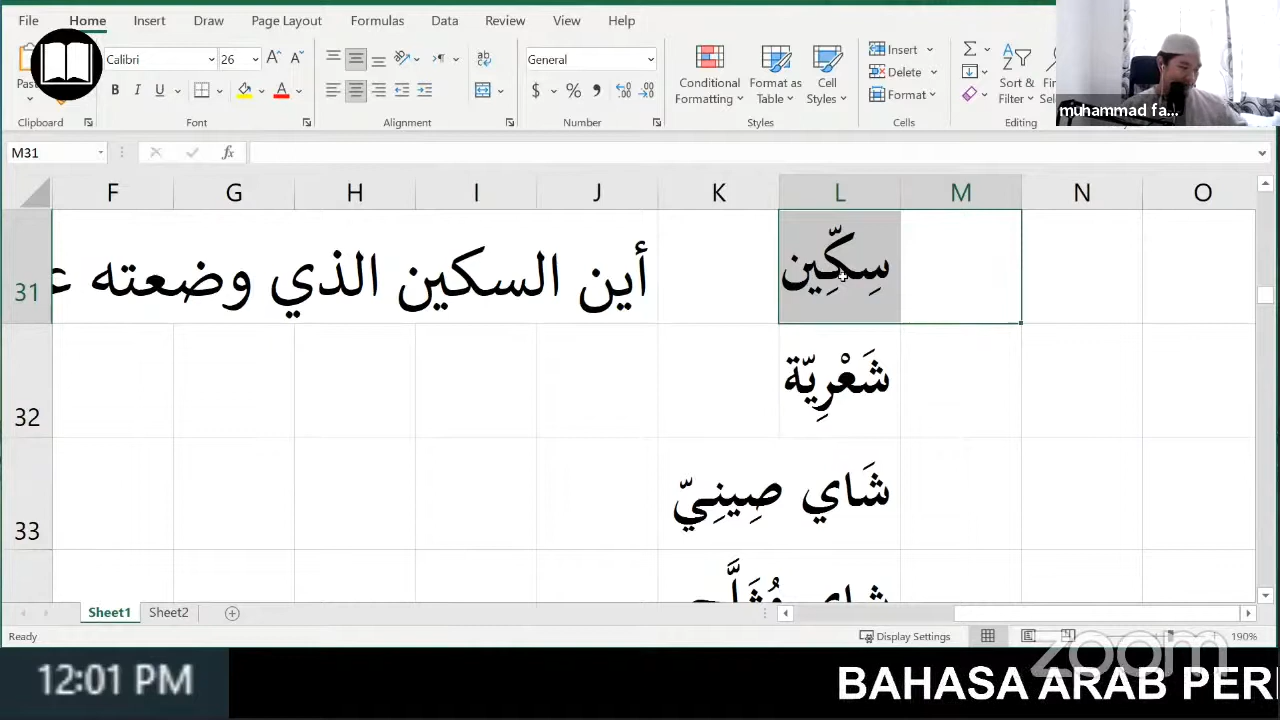 File Home Insert Draw Page Layout Formulas Data Review View Help
Calibri 26 General Conditional Formatting Format as Table Cell Styles Insert Delete Format Sort & Filter
Clipboard Font Alignment Number Styles Cells Editing
muhammad fa...
M31 fx
F G H I J K L M N O
31 أين السكين الذي وضعته سِكِّين
32 شَعْرِيّة
33 شَاي صِينِيّ
Sheet1 Sheet2
Ready Display Settings 190%
zoom
12:01 PM BAHASA ARAB